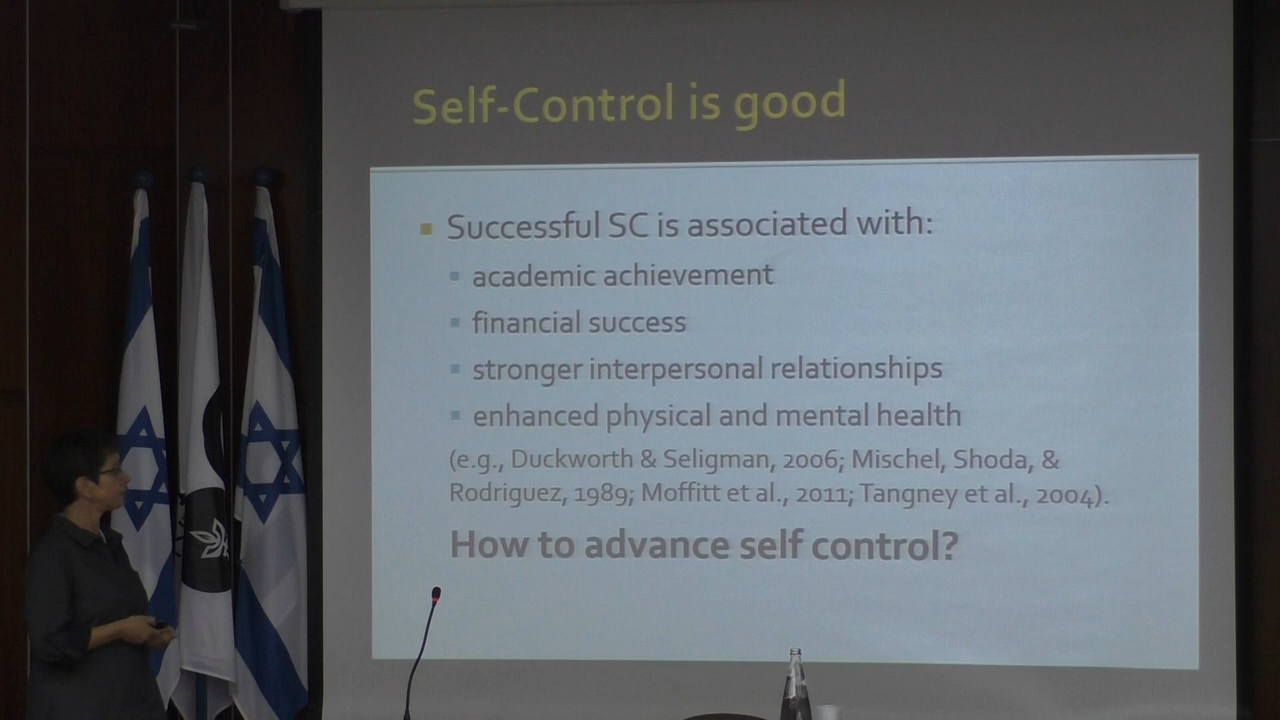 Self-Control is good
▪ Successful SC is associated with:
▪ academic achievement
▪ financial success
▪ stronger interpersonal relationships
▪ enhanced physical and mental health
(e.g., Duckworth & Seligman, 2006; Mischel, Shoda, &
Rodriguez, 1989; Moffitt et al., 2011; Tangney et al., 2004).
How to advance self control?